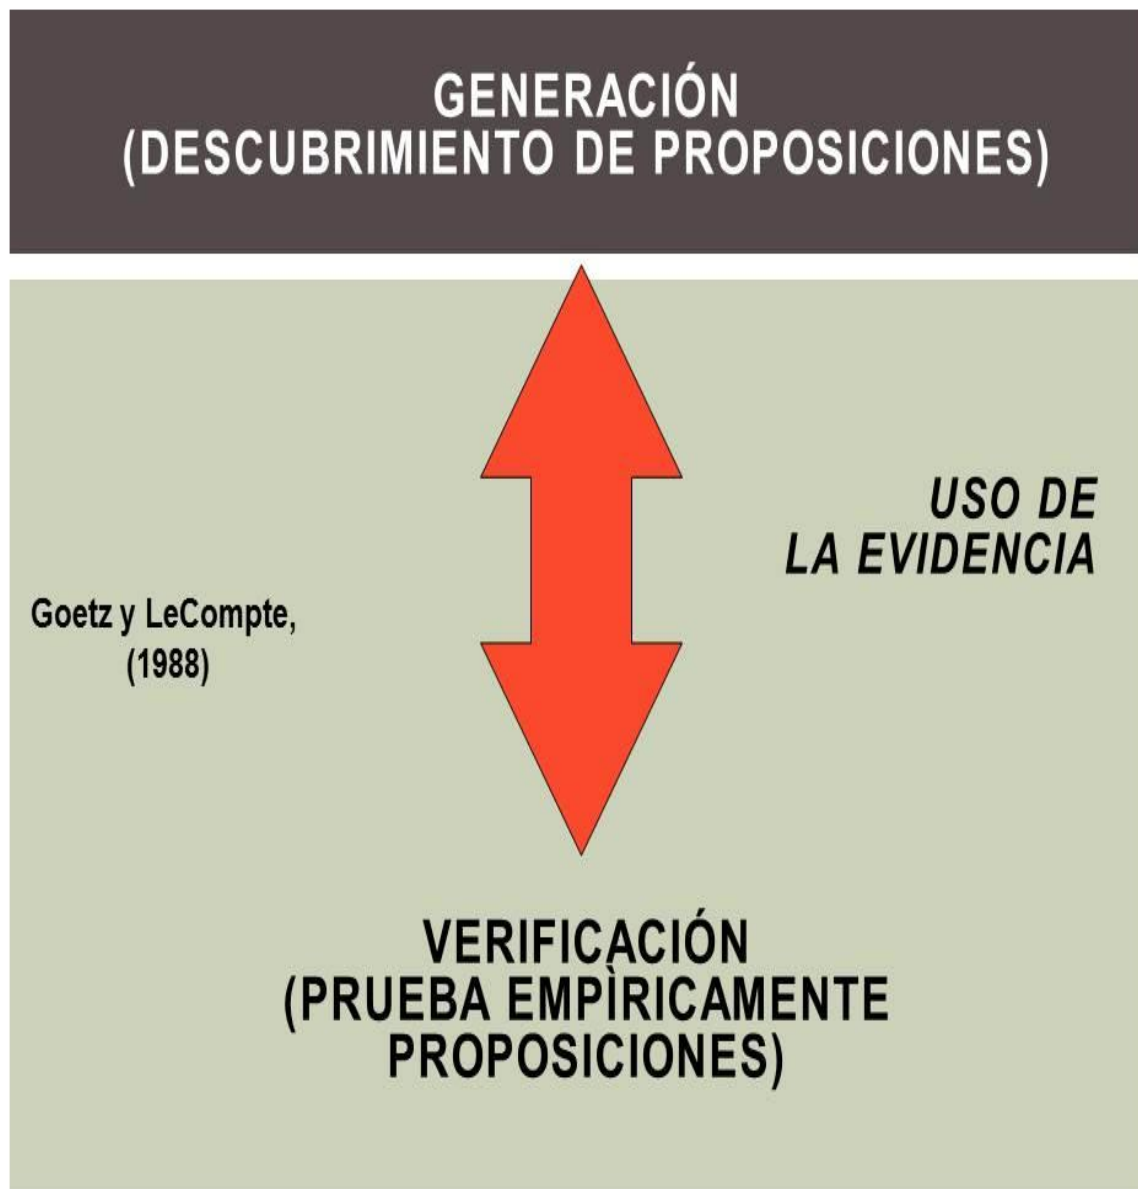 GENERACIÓN
(DESCUBRIMIENTO DE PROPOSICIONES)
USO DE
LA EVIDENCIA
Goetz y LeCompte,
(1988)
VERIFICACIÓN
(PRUEBA EMPÌRICAMENTE
PROPOSICIONES)